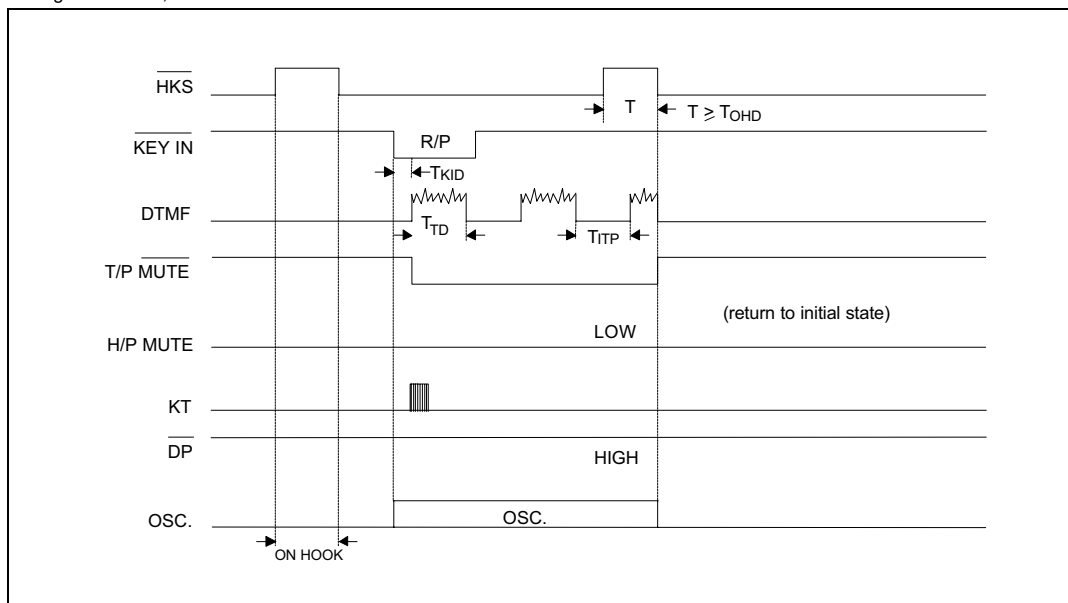 HKS
T
T ≥ TOHD
KEY IN
R/P
TKID
DTMF
TTD
TITP
T/P MUTE
(return to initial state)
LOW
H/P MUTE
KT
DP
HIGH
OSC.
OSC.
ON HOOK